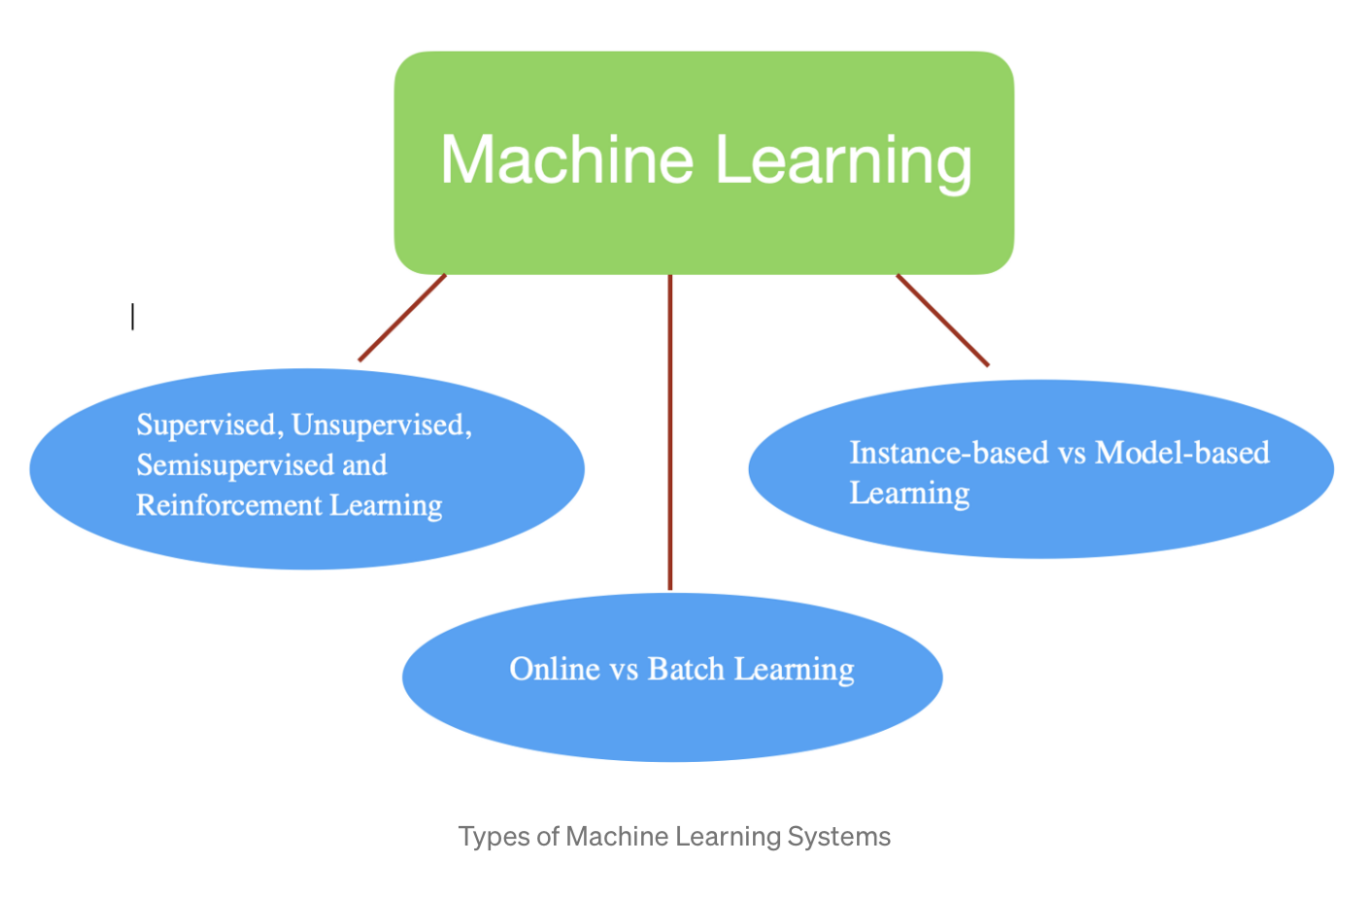 Machine Learning
Supervised, Unsupervised,
Semisupervised and
Reinforcement Learning
Instance-based vs Model-based
Learning
Online vs Batch Learning
Types of Machine Learning Systems